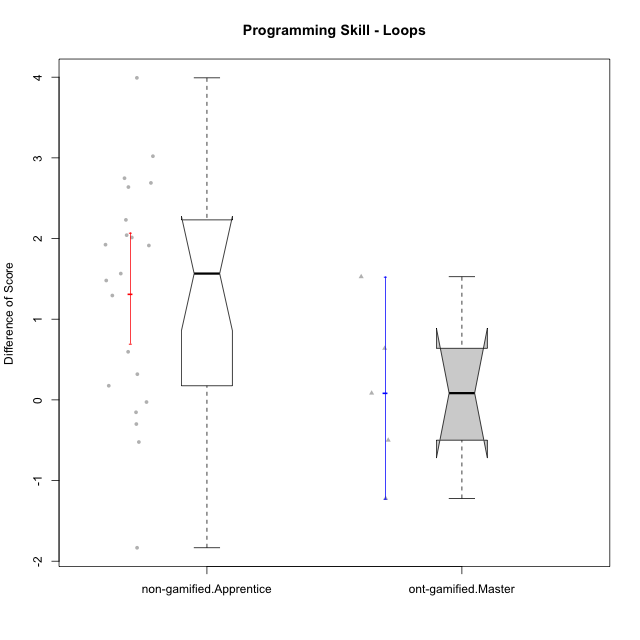 Programming Skill - Loops
Difference of Score
4
3
2
1
0
-1
-2
non-gamified.Apprentice
ont-gamified.Master